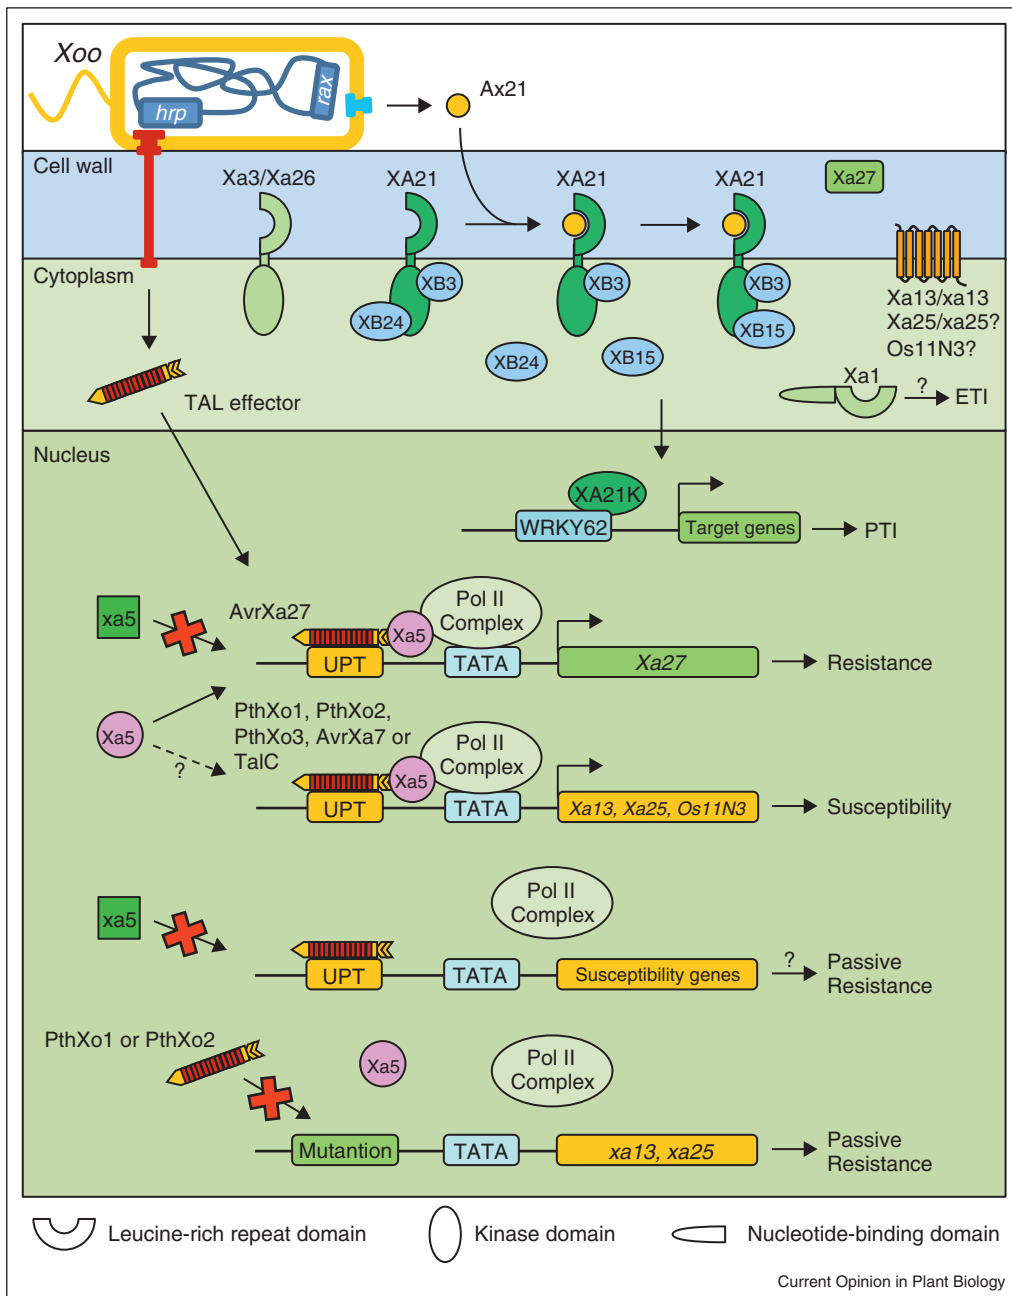 Xoo
hrp
rax
Ax21
Cell wall
Xa3/Xa26
XA21
XA21
XA21
Xa27
Cytoplasm
XB3
XB24
XB3
XB3
XB15
XB24
XB15
Xa13/xa13
Xa25/xa25?
Os11N3?
Xa1
?
ETI
TAL effector
Nucleus
XA21K
WRKY62
Target genes
PTI
xa5
AvrXa27
Xa5
Pol II
Complex
UPT
TATA
Xa27
Resistance
Xa5
?
PthXo1, PthXo2,
PthXo3, AvrXa7 or
TalC
Xa5
Pol II
Complex
UPT
TATA
Xa13, Xa25, Os11N3
Susceptibility
xa5
Pol II
Complex
UPT
TATA
Susceptibility genes
?
Passive
Resistance
PthXo1 or PthXo2
Xa5
Pol II
Complex
Mutantion
TATA
xa13, xa25
Passive
Resistance
Leucine-rich repeat domain
Kinase domain
Nucleotide-binding domain
Current Opinion in Plant Biology